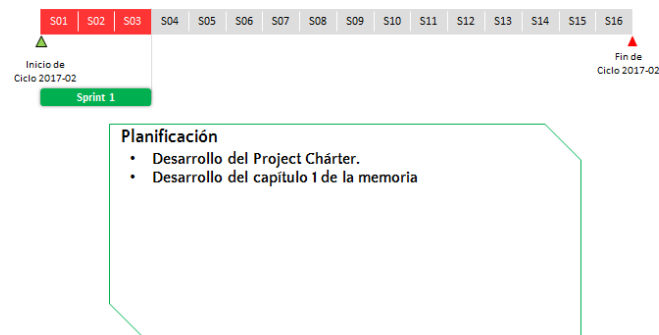 S01 S02 S03 S04 S05 S06 S07 S08 S09 S10 S11 S12 S13 S14 S15 S16
Inicio de
Ciclo 2017-02
Fin de
Ciclo 2017-02
Sprint 1
Planificación
• Desarrollo del Project Chárter.
• Desarrollo del capítulo 1 de la memoria